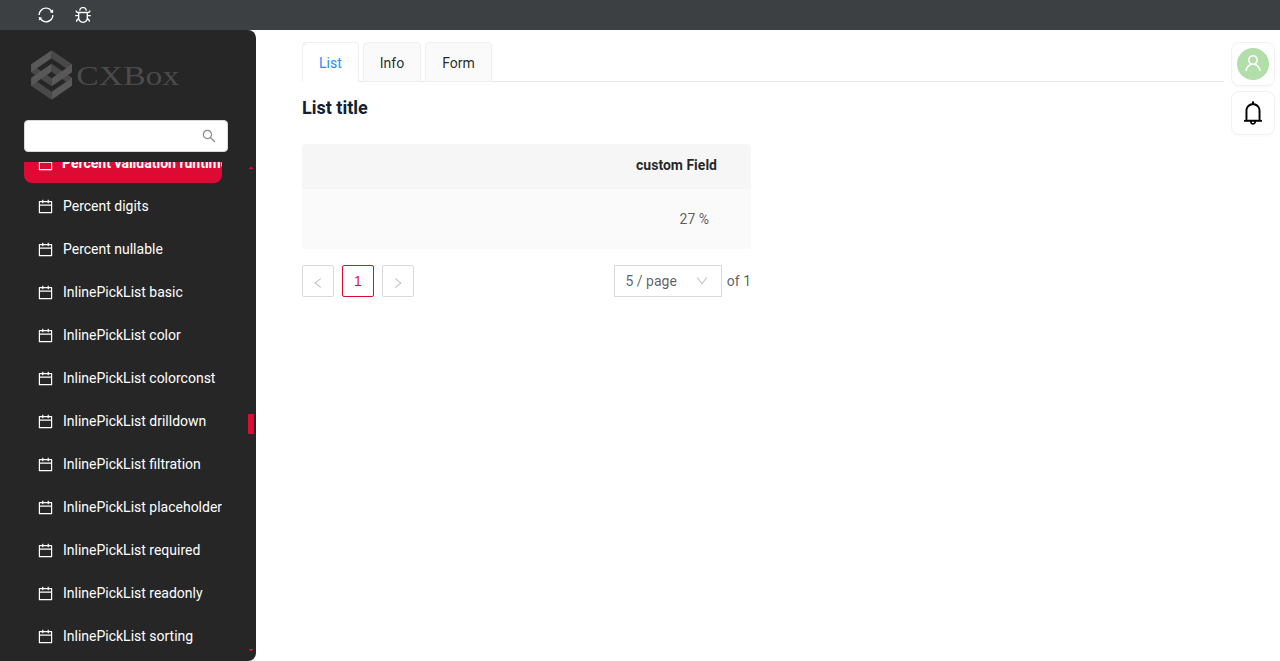 CXBox
Percent validation runtim
Percent digits
Percent nullable
InlinePickList basic
InlinePickList color
InlinePickList colorconst
InlinePickList drilldown
InlinePickList filtration
InlinePickList placeholder
InlinePickList required
InlinePickList readonly
InlinePickList sorting
List
Info
Form
List title
custom Field
27 %
1
5 / page
of 1